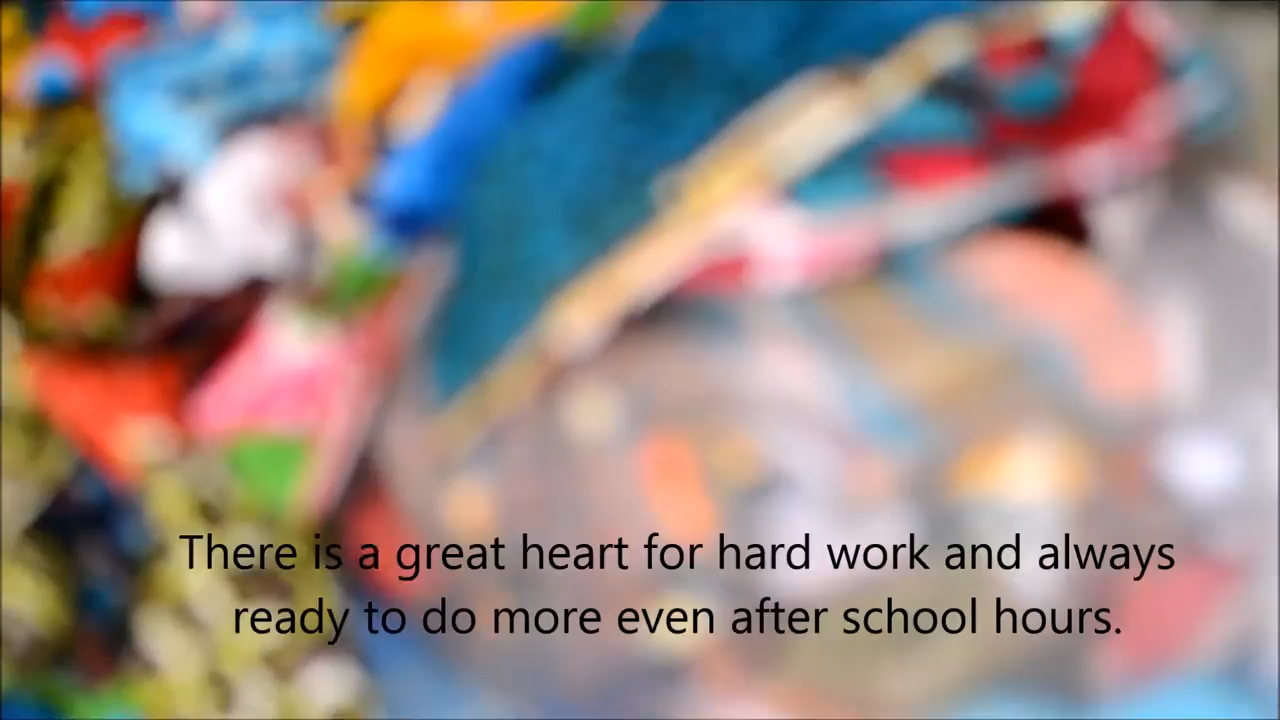 There is a great heart for hard work and always
ready to do more even after school hours.